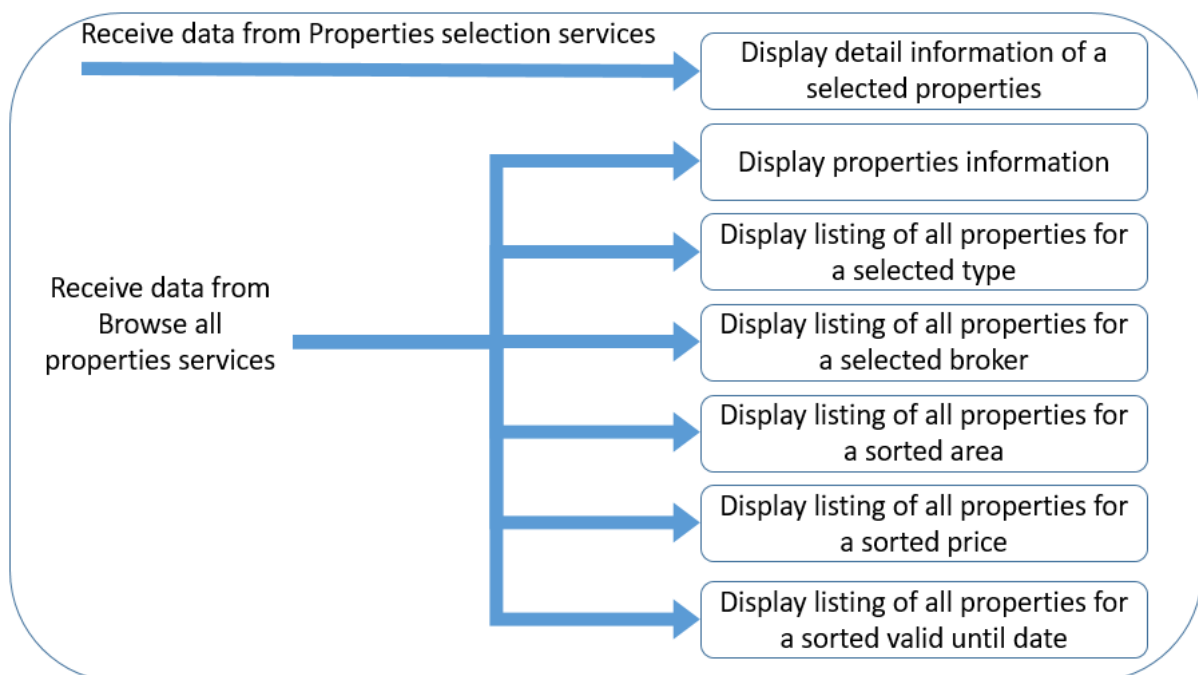 Receive data from Properties selection services
Display detail information of a
selected properties
Display properties information
Display listing of all properties for
a selected type
Receive data from
Browse all
properties services
Display listing of all properties for
a selected broker
Display listing of all properties for
a sorted area
Display listing of all properties for
a sorted price
Display listing of all properties for
a sorted valid until date